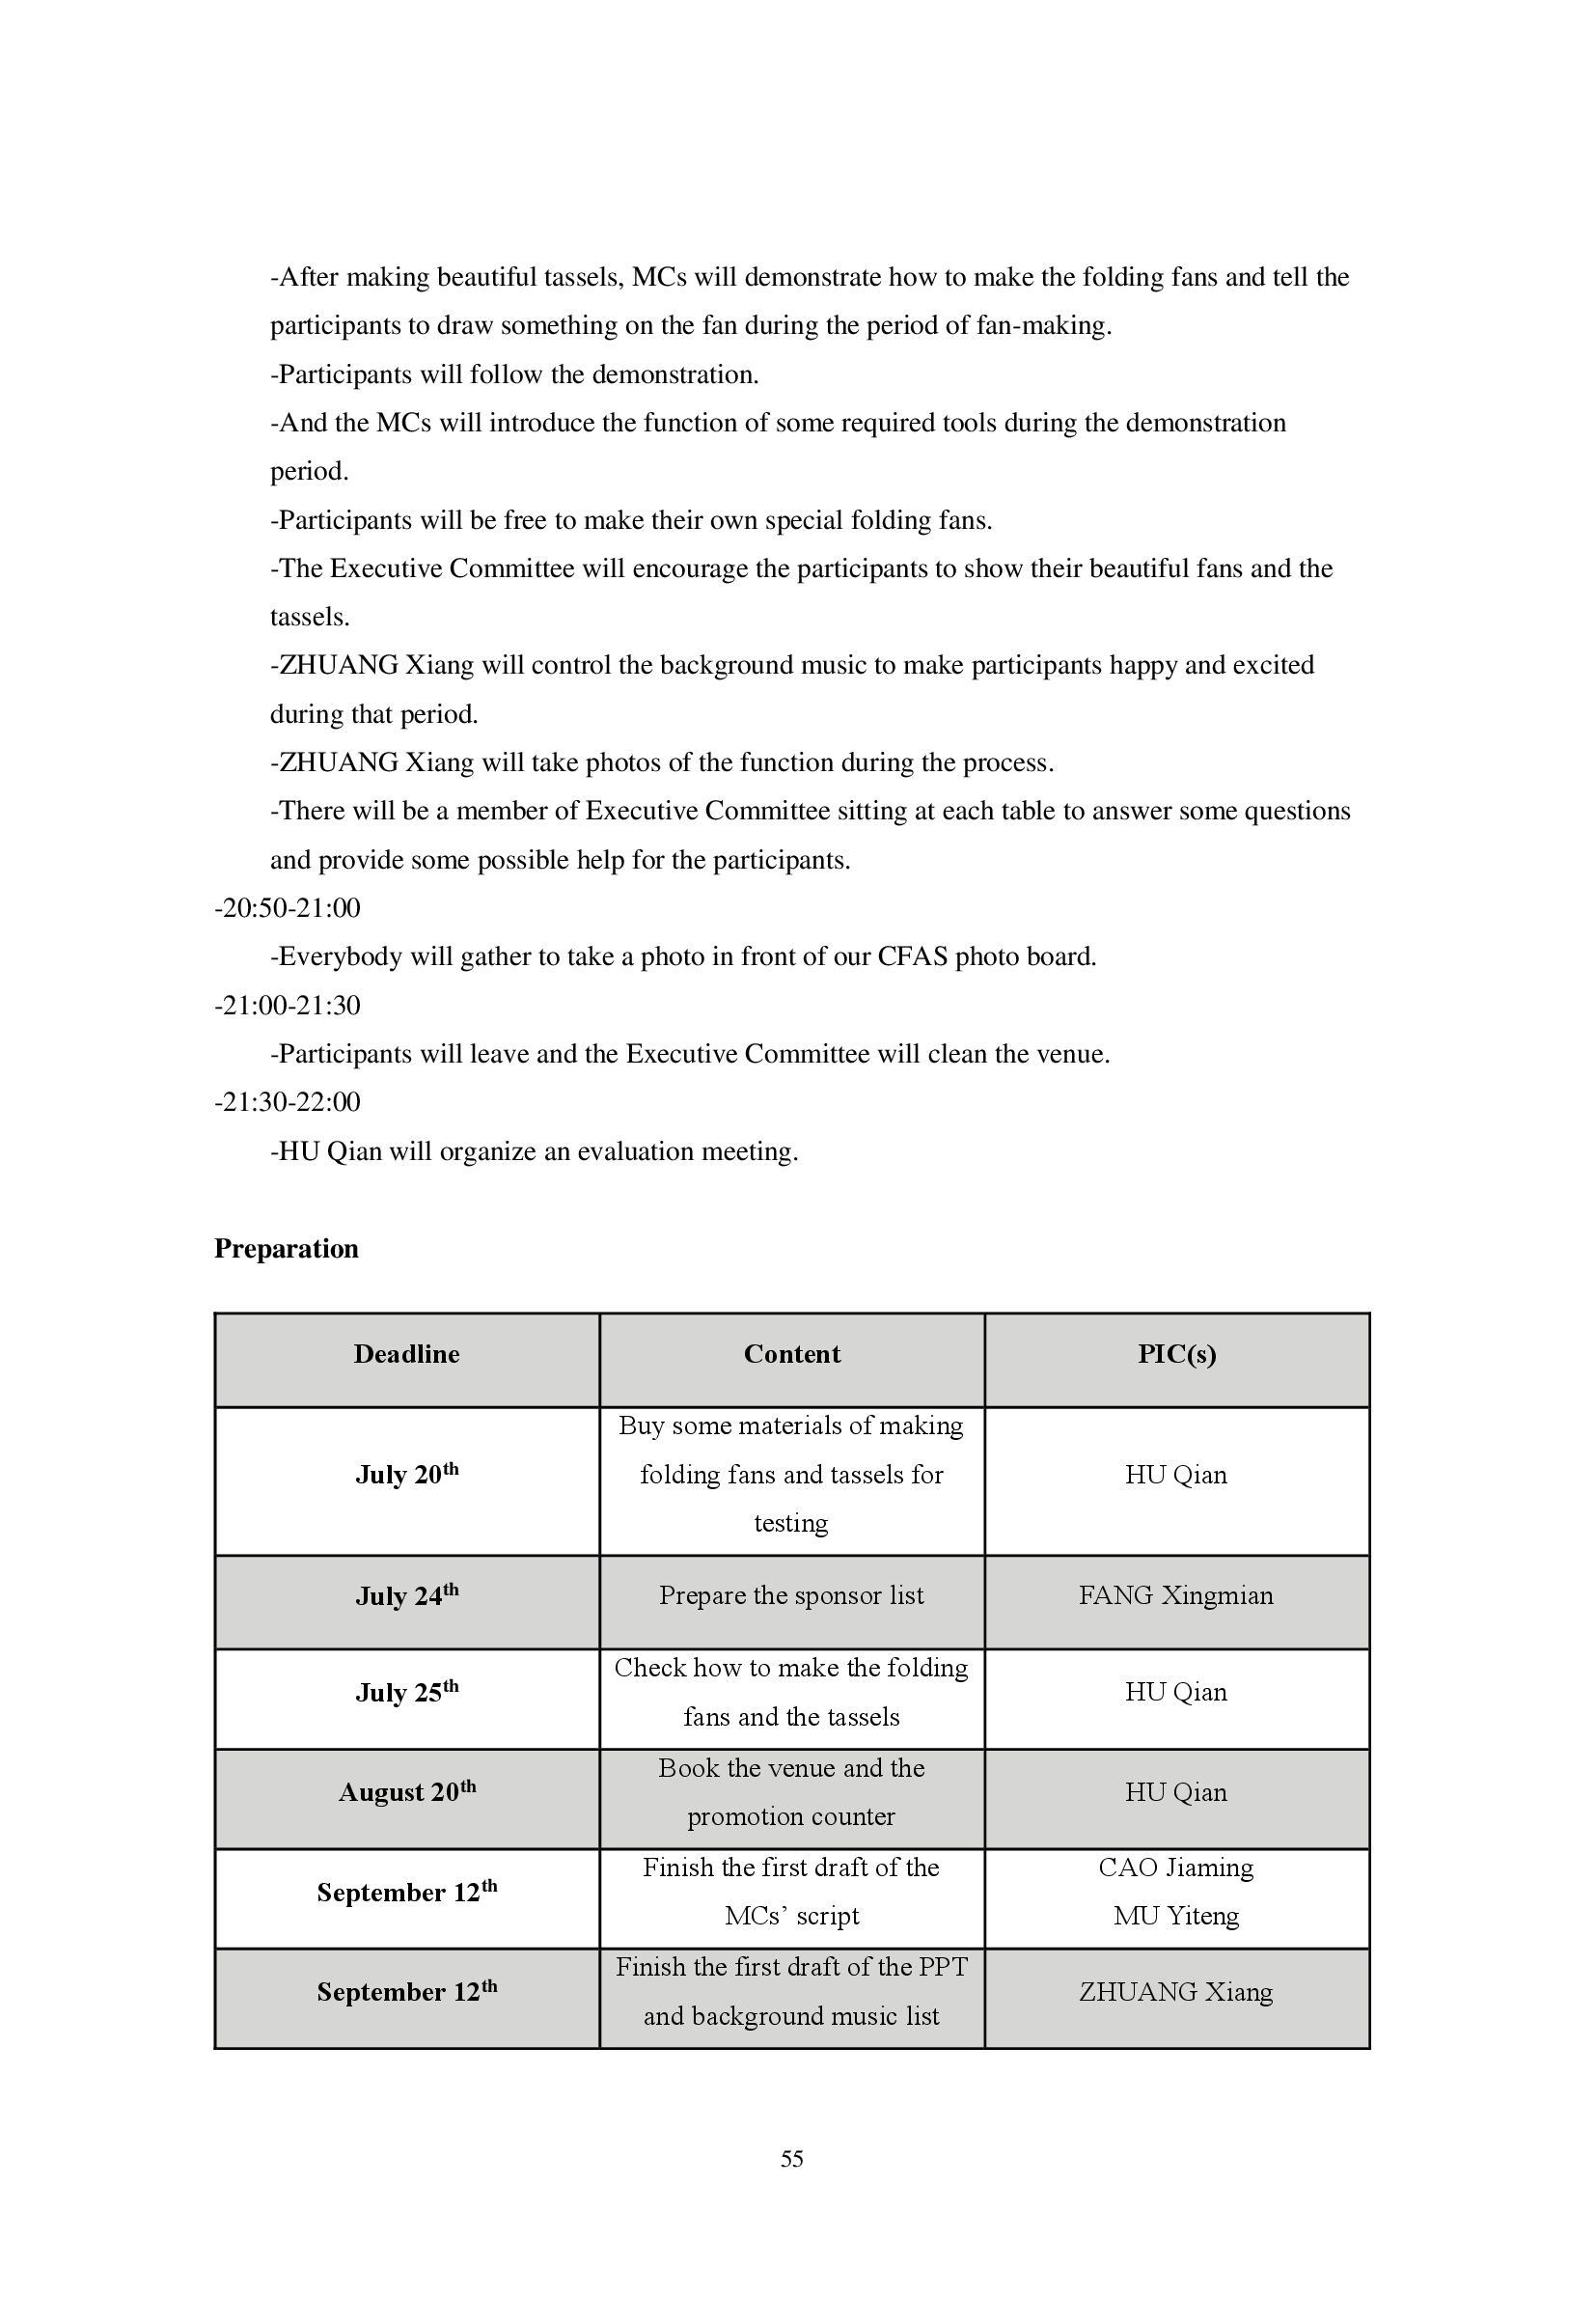 -After making beautiful tassels, MCs will demonstrate how to make the folding fans and tell the
participants to draw something on the fan during the period of fan-making.
-Participants will follow the demonstration.
-And the MCs will introduce the function of some required tools during the demonstration
period.
-Participants will be free to make their own special folding fans.
-The Executive Committee will encourage the participants to show their beautiful fans and the
tassels.
-ZHUANG Xiang will control the background music to make participants happy and excited
during that period.
-ZHUANG Xiang will take photos of the function during the process.
-There will be a member of Executive Committee sitting at each table to answer some questions
and provide some possible help for the participants.
-20:50-21:00
-Everybody will gather to take a photo in front of our CFAS photo board.
-21:00-21:30
-Participants will leave and the Executive Committee will clean the venue.
-21:30-22:00
-HU Qian will organize an evaluation meeting.
Preparation
Deadline Content PIC(s)
Buy some materials of making
folding fans and tassels for
testing
July 20th
HU Qian
July 24th Prepare the sponsor list FANG Xingmian
July 25th
Check how to make the folding
fans and the tassels
HU Qian
August 20th
Book the venue and the
promotion counter
HU Qian
September 12th
Finish the first draft of the
MCs’ script
CAO Jiaming
MU Yiteng
September 12th
Finish the first draft of the PPT
and background music list
ZHUANG Xiang
55